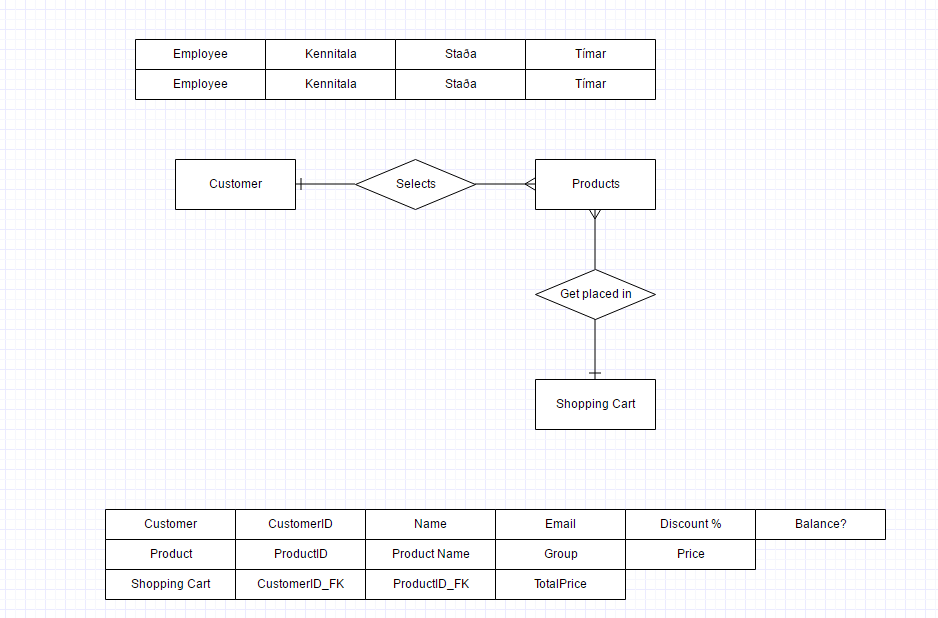 Employee Kennitala Staða Tímar
Employee Kennitala Staða Tímar
Customer Selects Products
Get placed in
Shopping Cart
Customer CustomerID Name Email Discount % Balance?
Product ProductID Product Name Group Price
Shopping Cart CustomerID_FK ProductID_FK TotalPrice